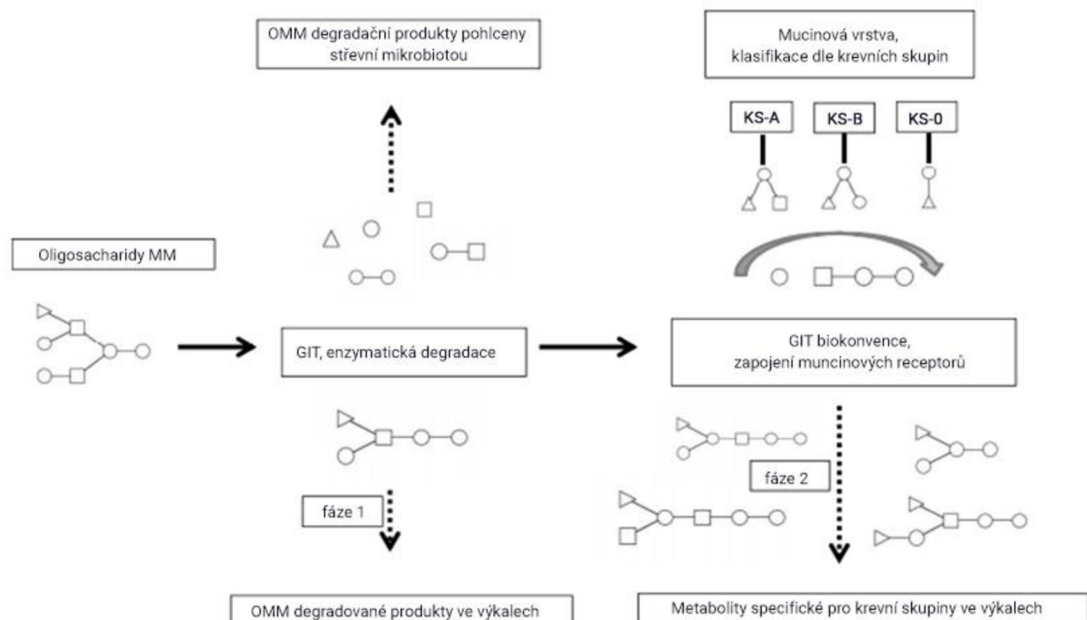 OMM degradační produkty pohlceny
střevní mikrobiotou
Mucinová vrstva,
klasifikace dle krevních skupin
KS-A
KS-B
KS-0
Oligosacharidy MM
GIT, enzymatická degradace
GIT biokonvence,
zapojení muncinových receptorů
fáze 1
fáze 2
OMM degradované produkty ve výkalech
Metabolity specifické pro krevní skupiny ve výkalech